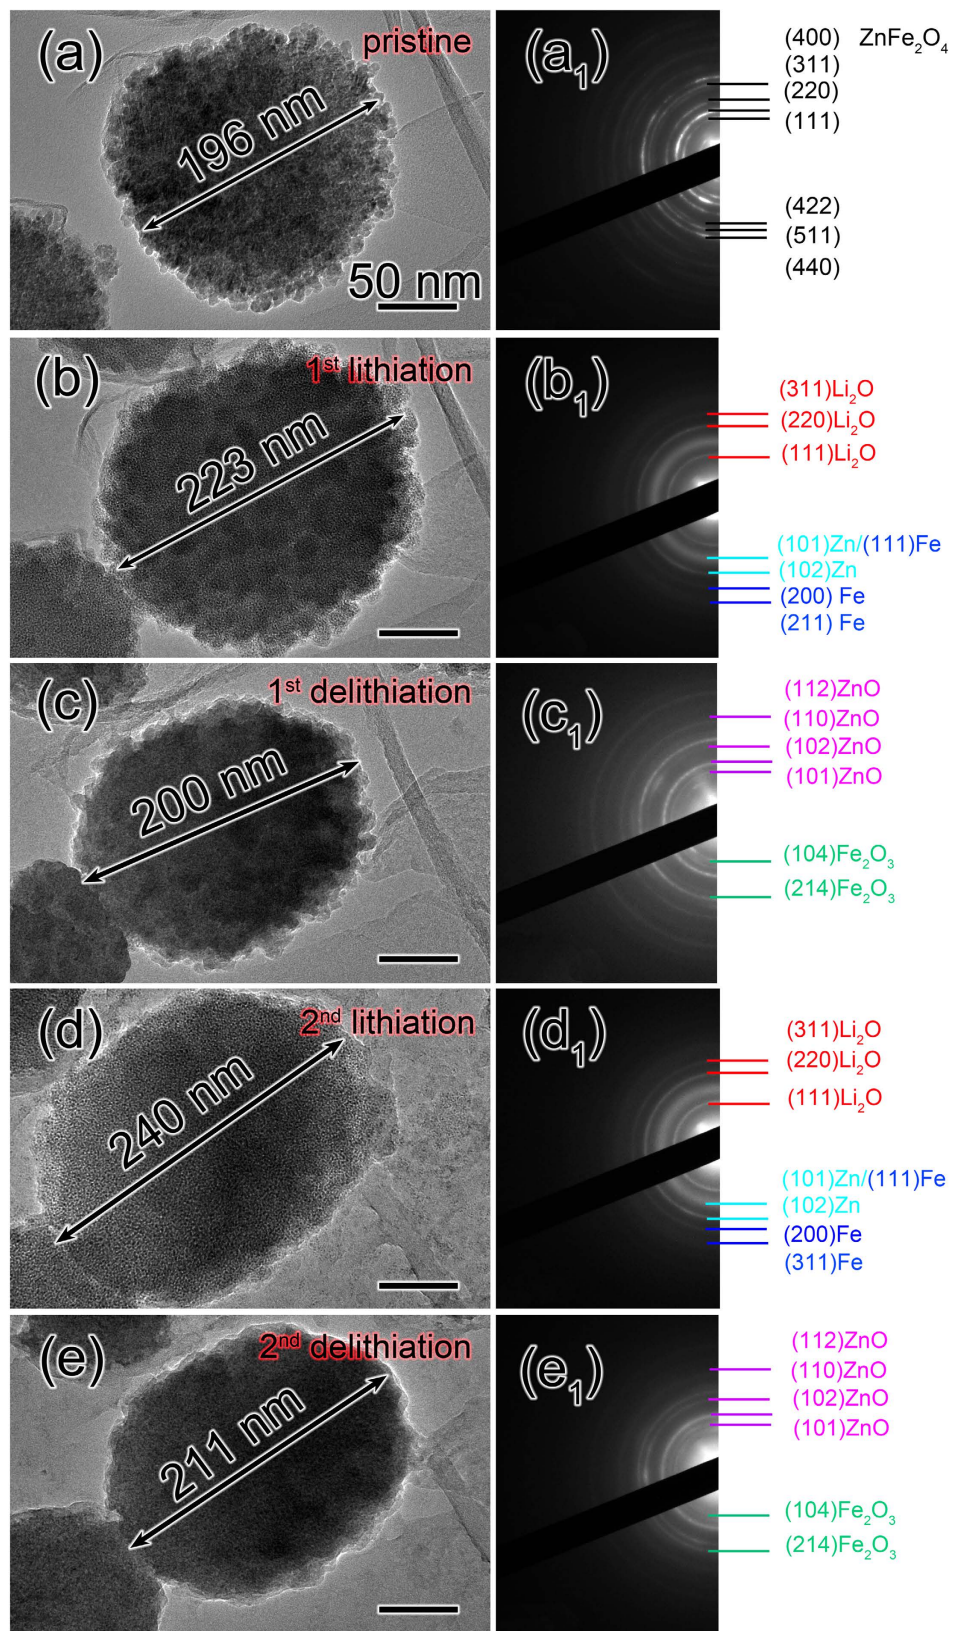 (a)
pristine
196 nm
50 nm
(a1)
(400) ZnFe2O4
(311)
(220)
(111)
(422)
(511)
(440)
(b)
1st lithiation
223 nm
(b1)
(311)Li2O
(220)Li2O
(111)Li2O
(101)Zn/(111)Fe
(102)Zn
(200) Fe
(211) Fe
(c)
1st delithiation
200 nm
(c1)
(112)ZnO
(110)ZnO
(102)ZnO
(101)ZnO
(104)Fe2O3
(214)Fe2O3
(d)
2nd lithiation
240 nm
(d1)
(311)Li2O
(220)Li2O
(111)Li2O
(101)Zn/(111)Fe
(102)Zn
(200)Fe
(311)Fe
(e)
2nd delithiation
211 nm
(e1)
(112)ZnO
(110)ZnO
(102)ZnO
(101)ZnO
(104)Fe2O3
(214)Fe2O3